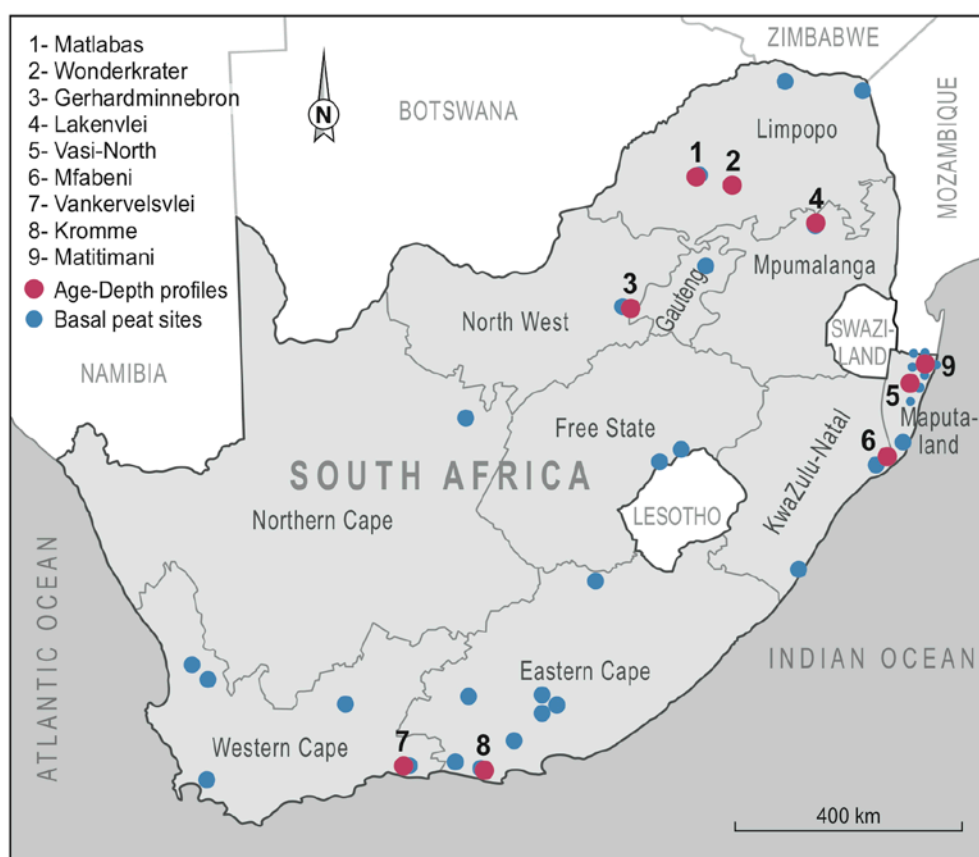 1- Matlabas
2- Wonderkrater
3- Gerhardminnebron
4- Lakenvlei
5- Vasi-North
6- Mfabeni
7- Vankervelsvlei
8- Kromme
9- Matitimani
Age-Depth profiles
Basal peat sites
N
ZIMBABWE
BOTSWANA
MOZAMBIQUE
NAMIBIA
Limpopo
1
2
4
Mpumalanga
3
Gauteng
North West
SWAZI-
LAND
9
5
Maputa-
land
6
Free State
KwaZulu-Natal
SOUTH AFRICA
Northern Cape
LESOTHO
ATLANTIC OCEAN
INDIAN OCEAN
Eastern Cape
Western Cape
7
8
400 km